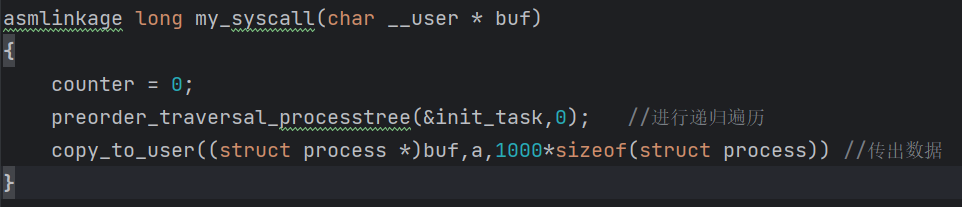 asmlinkage long my_syscall(char __user * buf)
{
    counter = 0;
    preorder_traversal_processtree(&init_task,0);   //进行递归遍历
    copy_to_user((struct process *)buf,a,1000*sizeof(struct process)) //传出数据
}